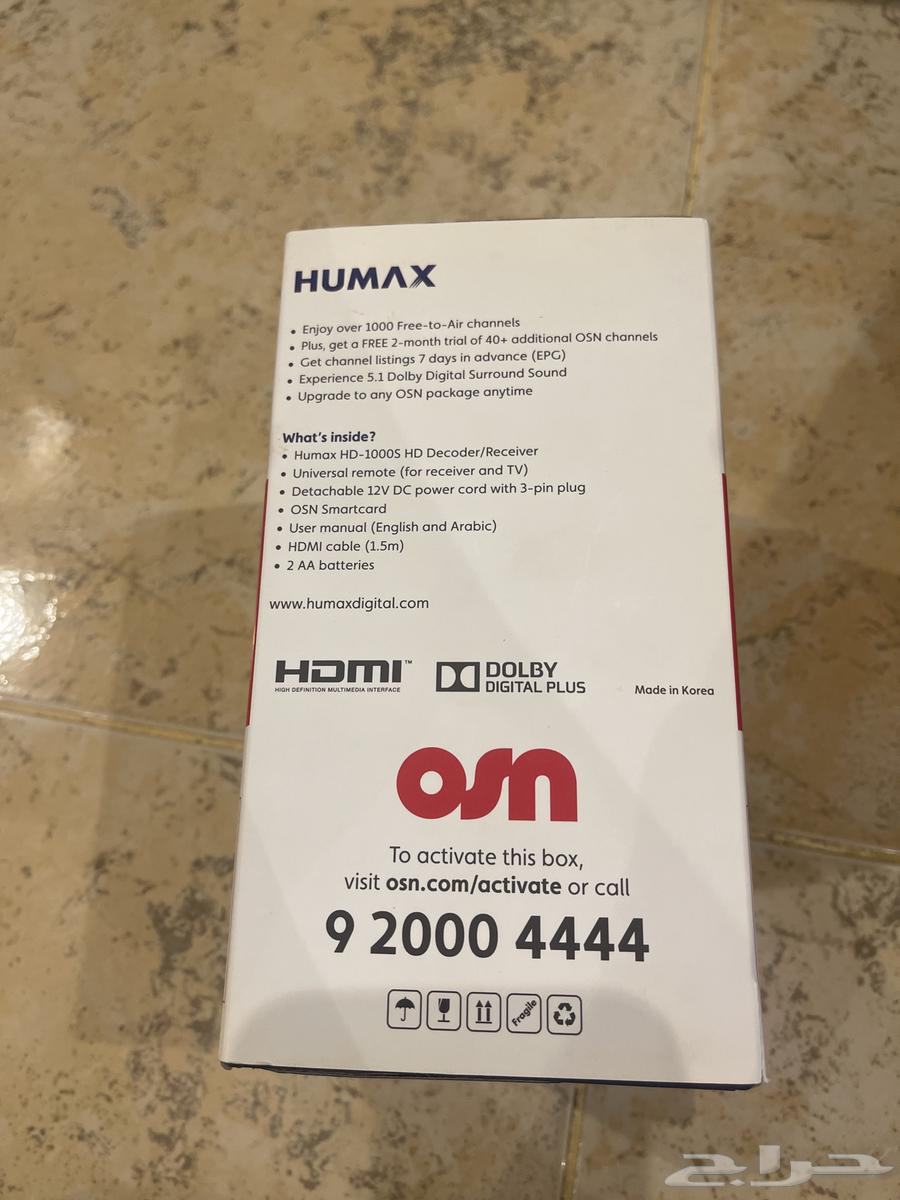 HUMAX
• Enjoy over 1000 Free-to-Air channels
• Plus, get a FREE 2-month trial of 40+ additional OSN channels
• Get channel listings 7 days in advance (EPG)
• Experience 5.1 Dolby Digital Surround Sound
• Upgrade to any OSN package anytime
What's inside?
• Humax HD-1000S HD Decoder/Receiver
• Universal remote (for receiver and TV)
• Detachable 12V DC power cord with 3-pin plug
• OSN Smartcard
• User manual (English and Arabic)
• HDMI cable (1.5m)
• 2 AA batteries
www.humaxdigital.com
HDMI™
HIGH DEFINITION MULTIMEDIA INTERFACE
DOLBY
DIGITAL PLUS
Made in Korea
osn
To activate this box,
visit osn.com/activate or call
9 2000 4444
Fragile
حراج